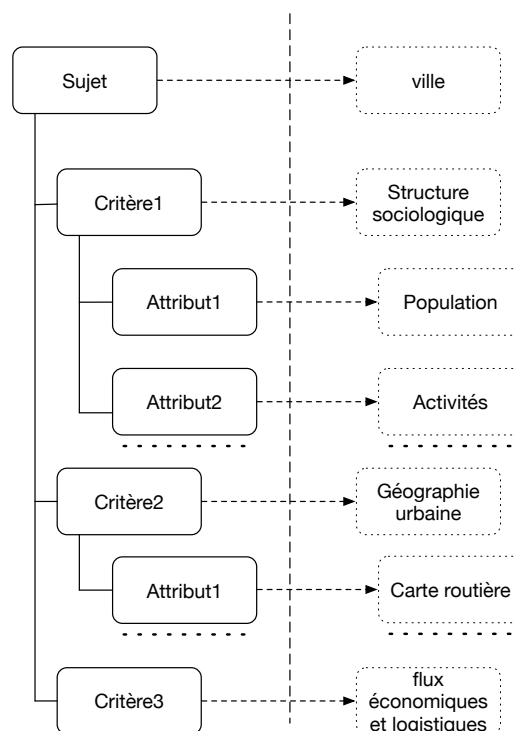 Sujet
ville
Critère1
Structure
sociologique
Attribut1
Population
Attribut2
Activités
Critère2
Géographie
urbaine
Attribut1
Carte routière
Critère3
flux
économiques
et logistiques